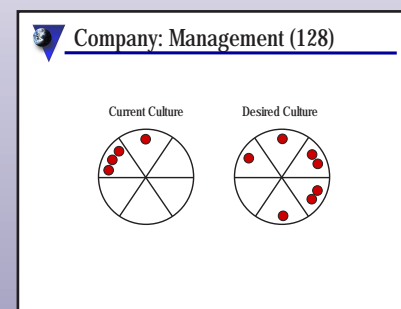 Company: Management (128)
Current Culture
Desired Culture